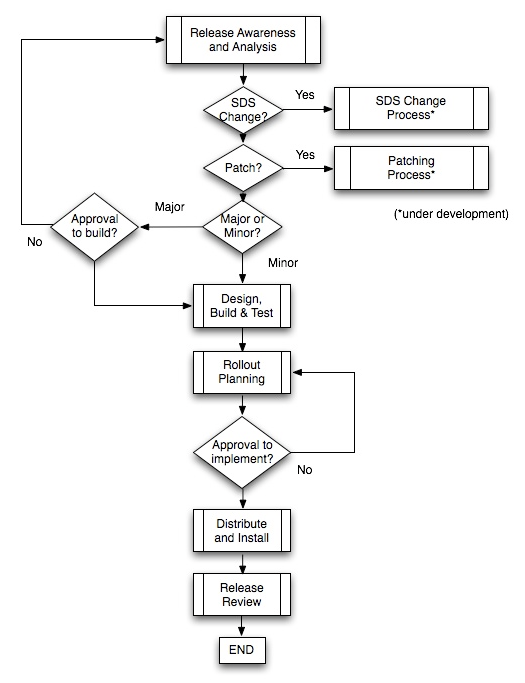 Release Awareness
and Analysis
SDS
Change?
Yes
SDS Change
Process*
Patch?
Yes
Patching
Process*
(*under development)
Approval
to build?
No
Major
Major or
Minor?
Minor
Design,
Build & Test
Rollout
Planning
Approval to
implement?
No
Distribute
and Install
Release
Review
END